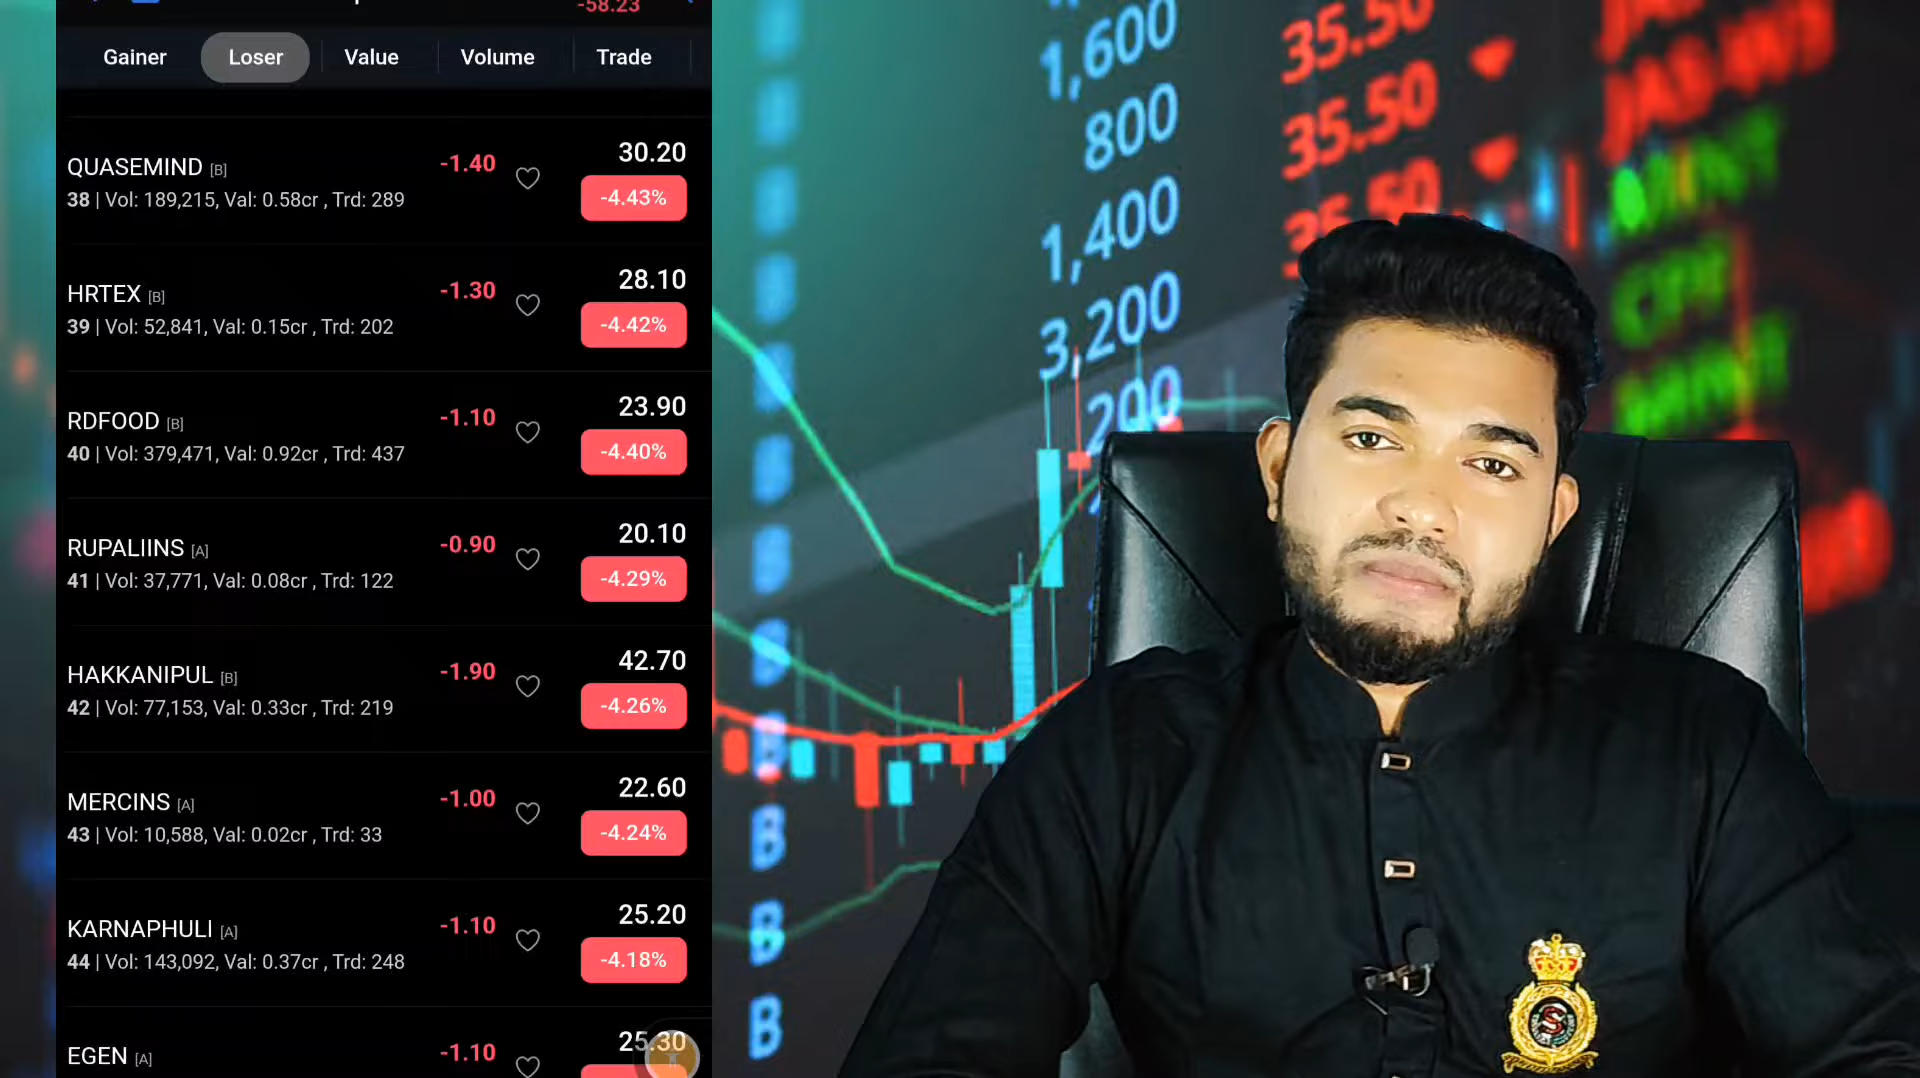 -58.23
Gainer Loser Value Volume Trade
QUASEMIND [B] -1.40 30.20
38 | Vol: 189,215, Val: 0.58cr , Trd: 289 -4.43%
HRTEX [B] -1.30 28.10
39 | Vol: 52,841, Val: 0.15cr , Trd: 202 -4.42%
RDFOOD [B] -1.10 23.90
40 | Vol: 379,471, Val: 0.92cr , Trd: 437 -4.40%
RUPALIINS [A] -0.90 20.10
41 | Vol: 37,771, Val: 0.08cr , Trd: 122 -4.29%
HAKKANIPUL [B] -1.90 42.70
42 | Vol: 77,153, Val: 0.33cr , Trd: 219 -4.26%
MERCINS [A] -1.00 22.60
43 | Vol: 10,588, Val: 0.02cr , Trd: 33 -4.24%
KARNAPHULI [A] -1.10 25.20
44 | Vol: 143,092, Val: 0.37cr , Trd: 248 -4.18%
EGEN [A] -1.10 25.30
1,600
800
1,400
3,200
200
35.50
35.50
35.50
B
B
B
S